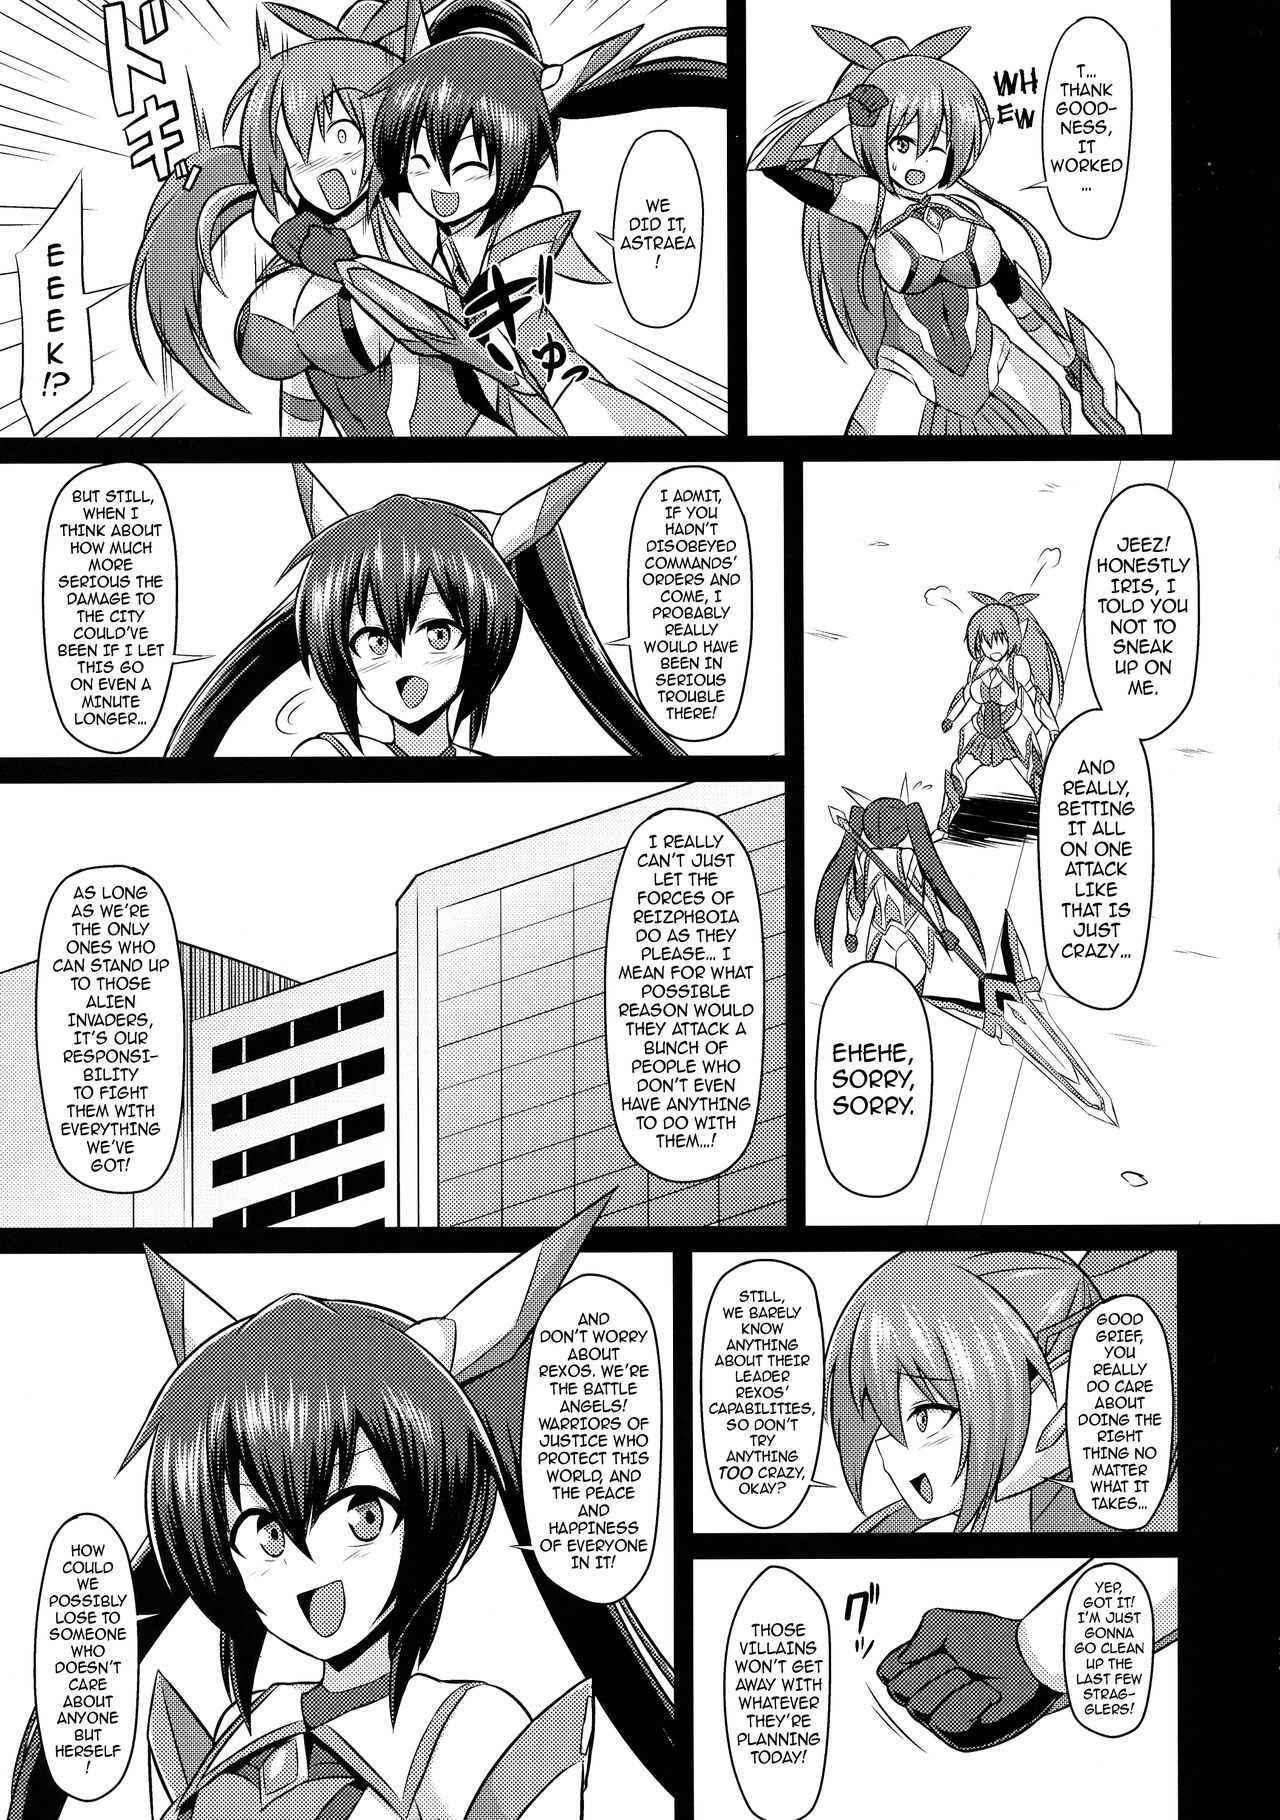 T...
THANK
GOOD-
NESS,
IT
WORKED
...
WH
EW
WE
DID IT,
ASTRAEA
!
ギ
ュッ
ドキッ
EEEK!?
JEEZ!
HONESTLY
IRIS, I
TOLD YOU
NOT TO
SNEAK
UP ON
ME.
AND
REALLY,
BETTING
IT ALL
ON ONE
ATTACK
LIKE
THAT IS
JUST
CRAZY...
EHEHE,
SORRY,
SORRY.
I ADMIT,
IF YOU
HADN'T
DISOBEYED
COMMANDS'
ORDERS AND
COME, I
PROBABLY
REALLY
WOULD HAVE
BEEN IN
SERIOUS
TROUBLE
THERE!
BUT STILL,
WHEN I
THINK ABOUT
HOW MUCH
MORE
SERIOUS THE
DAMAGE TO
THE CITY
COULD'VE
BEEN IF I LET
THIS GO
ON EVEN A
MINUTE
LONGER...
I REALLY
CAN'T JUST
LET THE
FORCES OF
REIZPHBOIA
DO AS THEY
PLEASE... I
MEAN FOR WHAT
POSSIBLE
REASON WOULD
THEY ATTACK A
BUNCH OF
PEOPLE WHO
DON'T EVEN
HAVE ANYTHING
TO DO WITH
THEM...!
AS LONG
AS WE'RE
THE ONLY
ONES WHO
CAN STAND UP
TO THOSE
ALIEN
INVADERS,
IT'S OUR
RESPONSI-
BILITY
TO FIGHT
THEM WITH
EVERYTHING
WE'VE
GOT!
GOOD
GRIEF,
YOU
REALLY
DO CARE
ABOUT
DOING THE
RIGHT
THING NO
MATTER
WHAT IT
TAKES...
STILL,
WE BARELY
KNOW
ANYTHING
ABOUT THEIR
LEADER
REXOS'
CAPABILITIES,
SO DON'T
TRY
ANYTHING
TOO CRAZY,
OKAY?
AND
DON'T WORRY
ABOUT
REXOS. WE'RE
THE BATTLE
ANGELS!
WARRIORS OF
JUSTICE WHO
PROTECT THIS
WORLD, AND
THE PEACE
AND
HAPPINESS
OF EVERYONE
IN IT!
HOW
COULD
WE
POSSIBLY
LOSE TO
SOMEONE
WHO
DOESN'T
CARE
ABOUT
ANYONE
BUT
HERSELF
!
YEP,
GOT IT!
I'M JUST
GONNA
GO CLEAN
UP THE
LAST FEW
STRAG-
GLERS!
グッ
THOSE
VILLAINS
WON'T GET
AWAY WITH
WHATEVER
THEY'RE
PLANNING
TODAY!